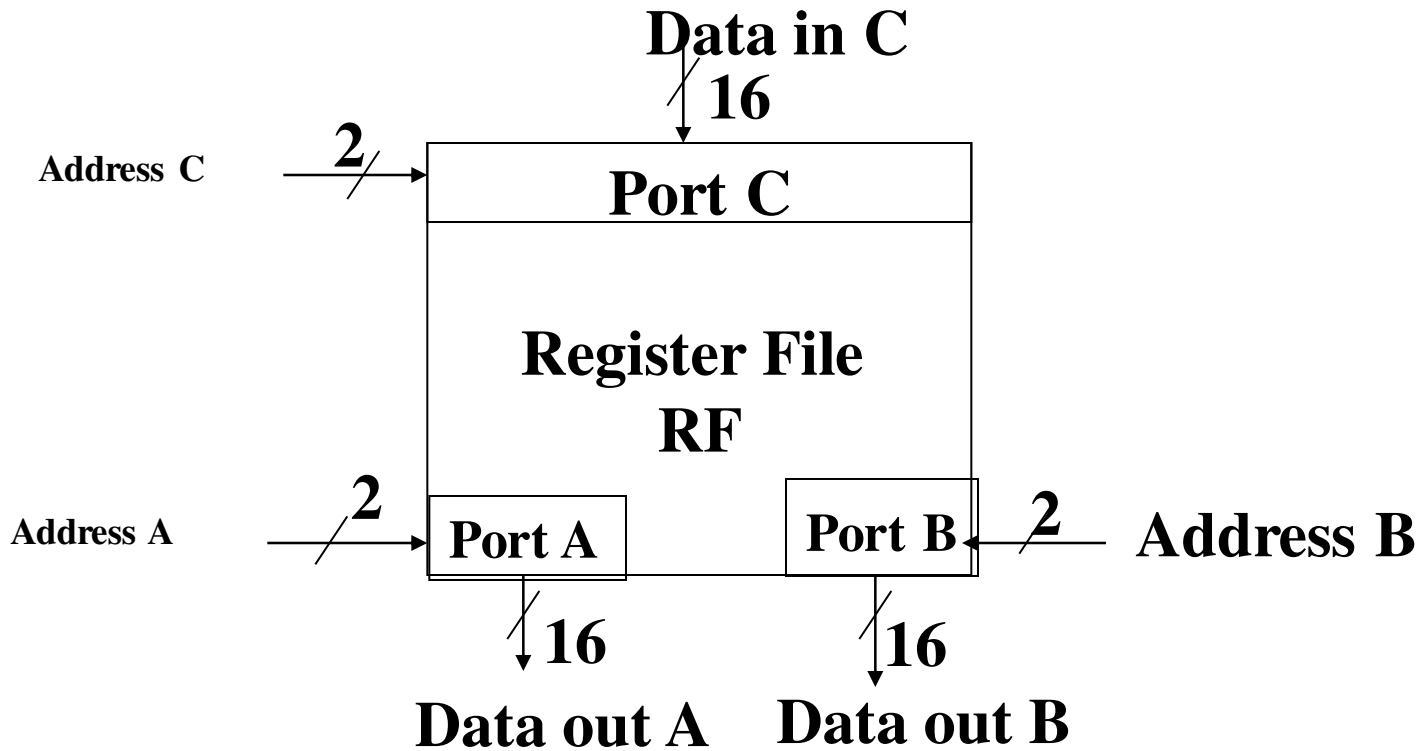 Data in C
16
2
Address C
Port C
Register File
RF
2
Address A
Port A
Port B
2
Address B
16
16
Data out A
Data out B